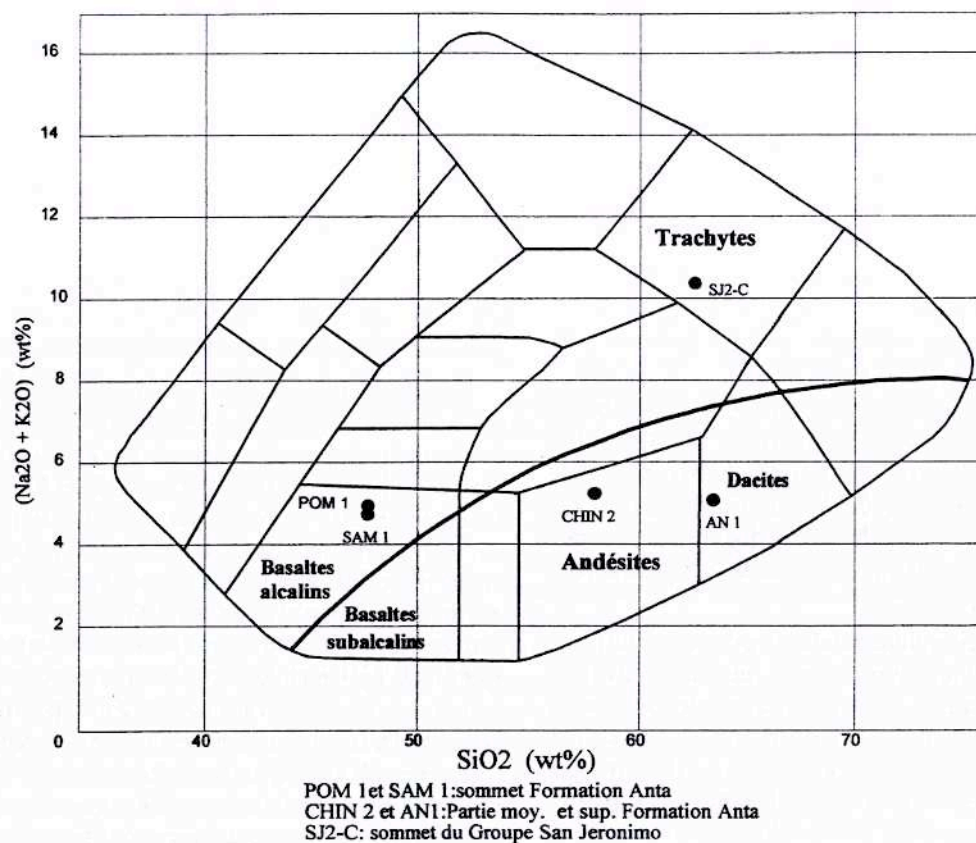 16
14
12
10
8
6
4
2
0
(Na2O + K2O) (wt%)
Trachytes
SJ2-C
POM 1
SAM 1
CHIN 2
Dacites
AN 1
Basaltes
alcalins
Andésites
Basaltes
subalcalins
40
50
60
70
SiO2 (wt%)
POM 1et SAM 1:sommet Formation Anta
CHIN 2 et AN1:Partie moy. et sup. Formation Anta
SJ2-C: sommet du Groupe San Jeronimo